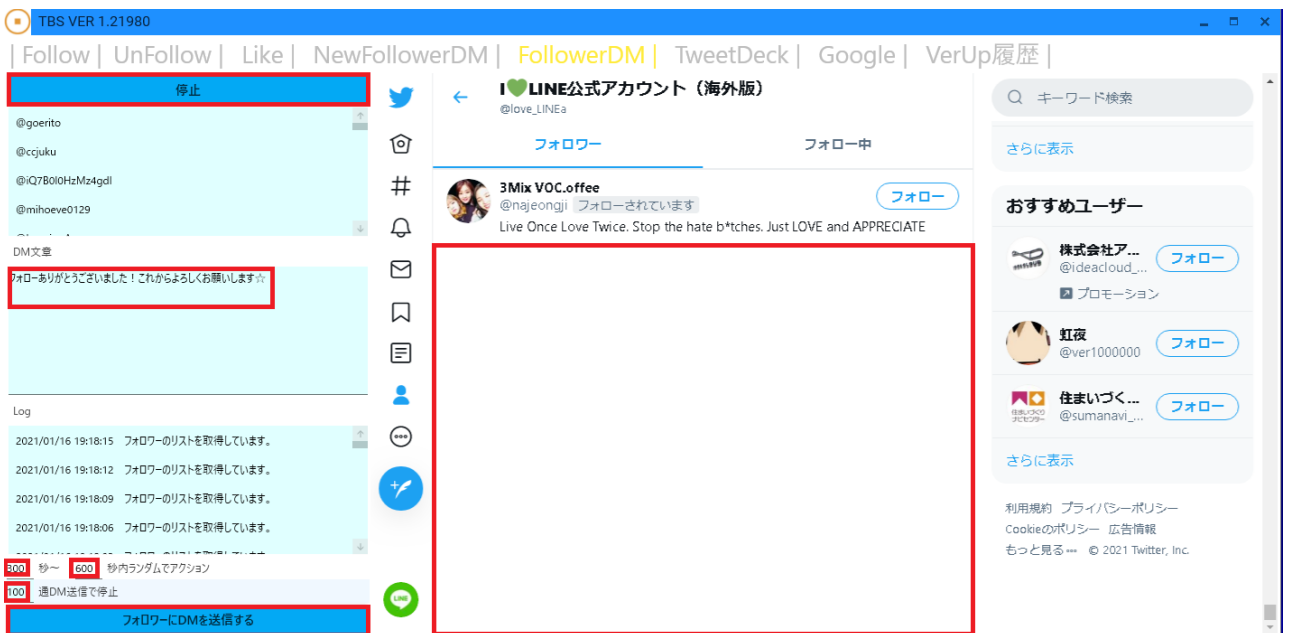 TBS VER 1.21980
| Follow | UnFollow | Like | NewFollowerDM | FollowerDM | TweetDeck | Google | VerUp履歴 |
停止
@goerito
@ccjuku
@iQ7B0I0HzMz4gdl
@mihoeve0129
DM文章
フォローありがとうございました！これからよろしくお願いします☆
Log
2021/01/16 19:18:15 フォロワーのリストを取得しています。
2021/01/16 19:18:12 フォロワーのリストを取得しています。
2021/01/16 19:18:09 フォロワーのリストを取得しています。
2021/01/16 19:18:06 フォロワーのリストを取得しています。
300 秒～ 600 秒内ランダムでアクション
100 通DM送信で停止
フォロワーにDMを送信する
LINE
I💚LINE公式アカウント（海外版）
@love_LINEa
フォロワー フォロー中
3Mix VOC.offee
@najeongji フォローされています
フォロー
Live Once Love Twice. Stop the hate b*tches. Just LOVE and APPRECIATE
キーワード検索
さらに表示
おすすめユーザー
株式会社ア...
@ideacloud_...
フォロー
プロモーション
虹夜
@ver1000000
フォロー
住まいづく...
@sumanavi_...
フォロー
さらに表示
利用規約 プライバシーポリシー
Cookieのポリシー 広告情報
もっと見る... © 2021 Twitter, Inc.